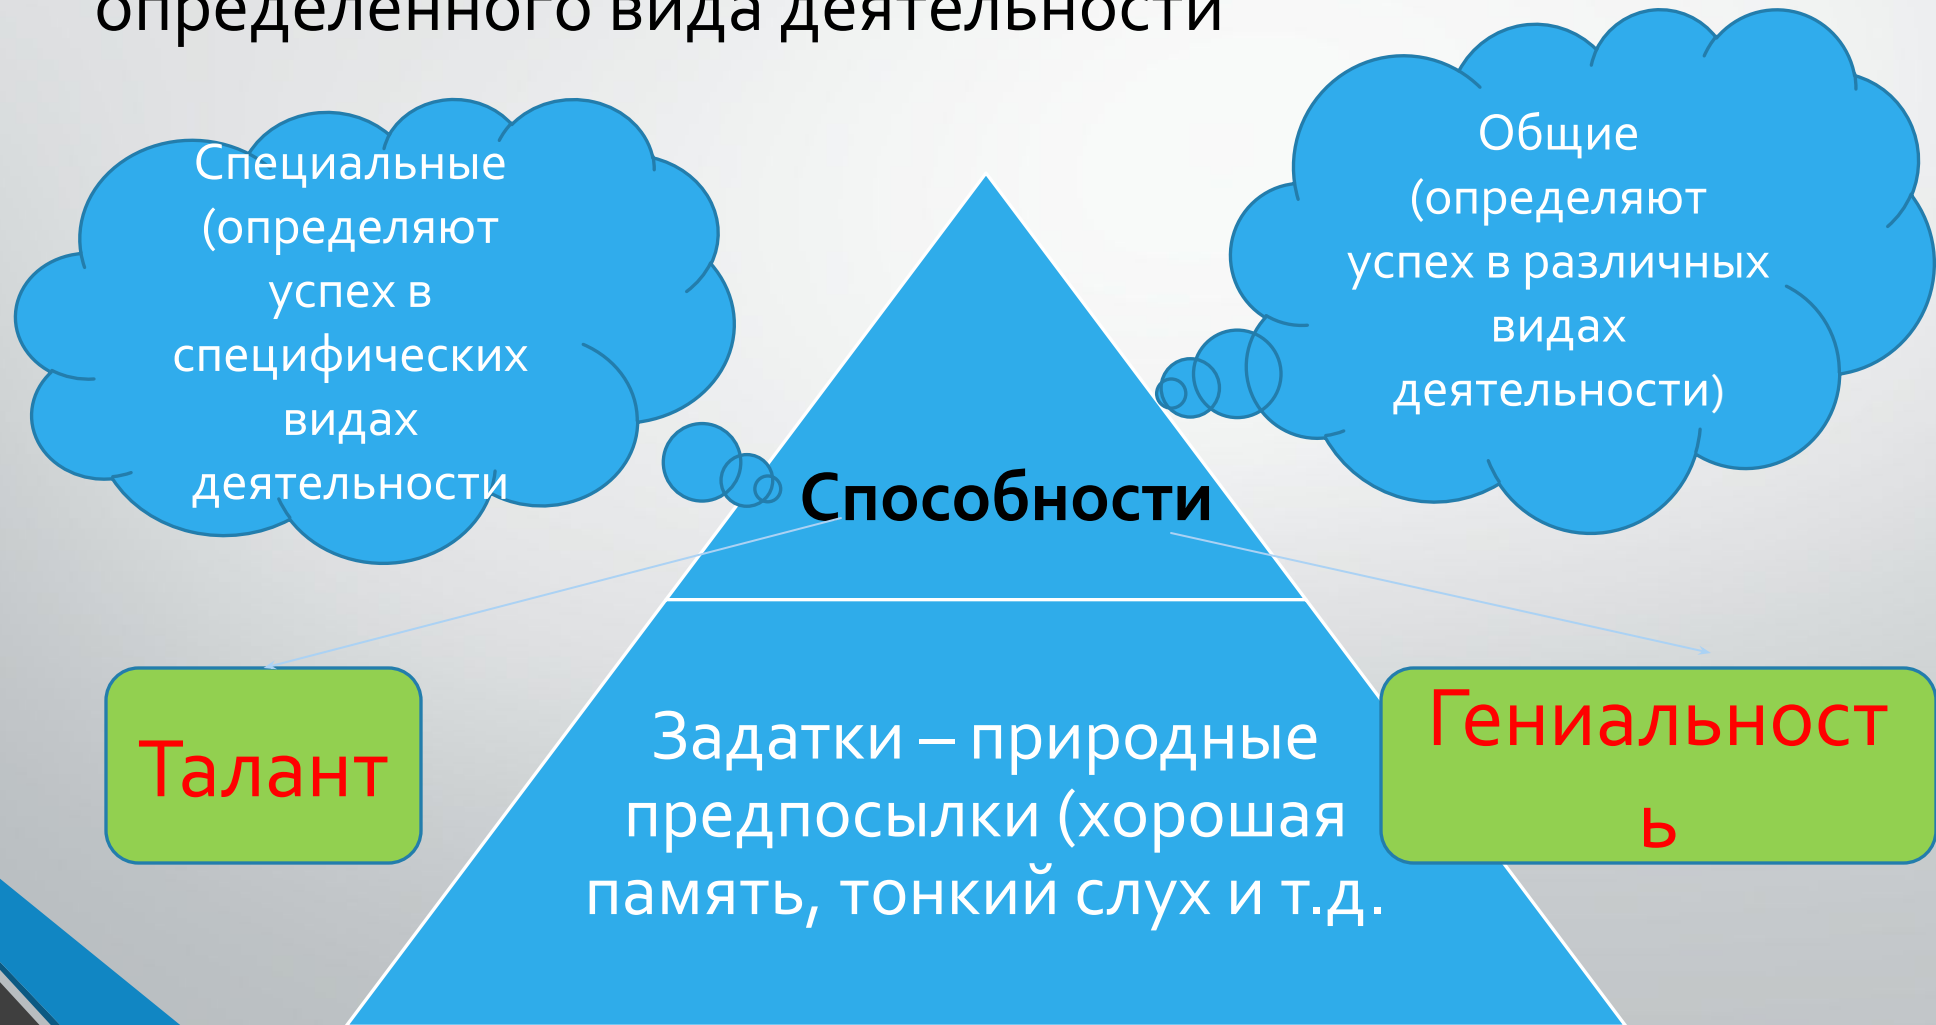 определенного вида деятельности
Специальные
(определяют
успех в
специфических
видах
деятельности
Общие
(определяют
успех в различных
видах
деятельности)
Способности
Талант
Гениальност
ь
Задатки – природные
предпосылки (хорошая
память, тонкий слух и т.д.